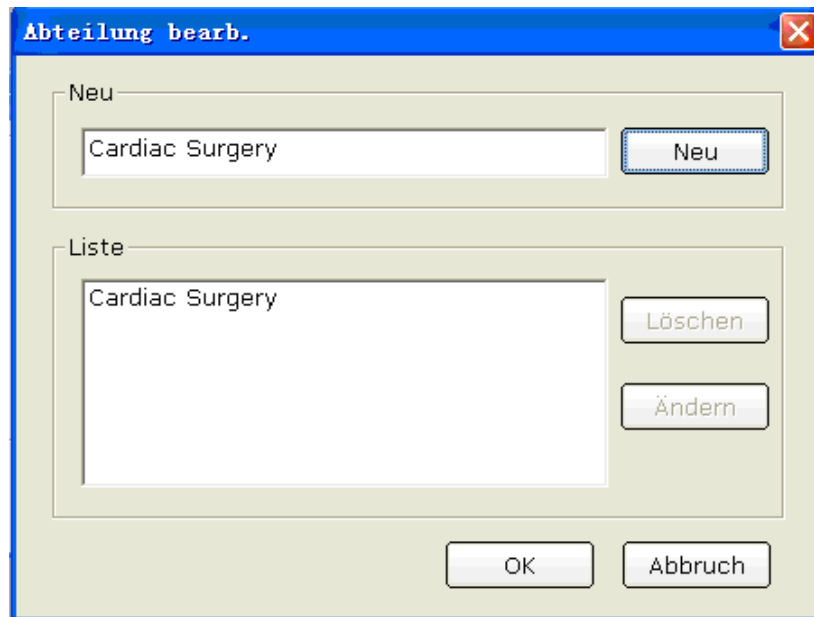 Abteilung bearb.
Neu
Cardiac Surgery
Neu
Liste
Cardiac Surgery
Löschen
Ändern
OK
Abbruch